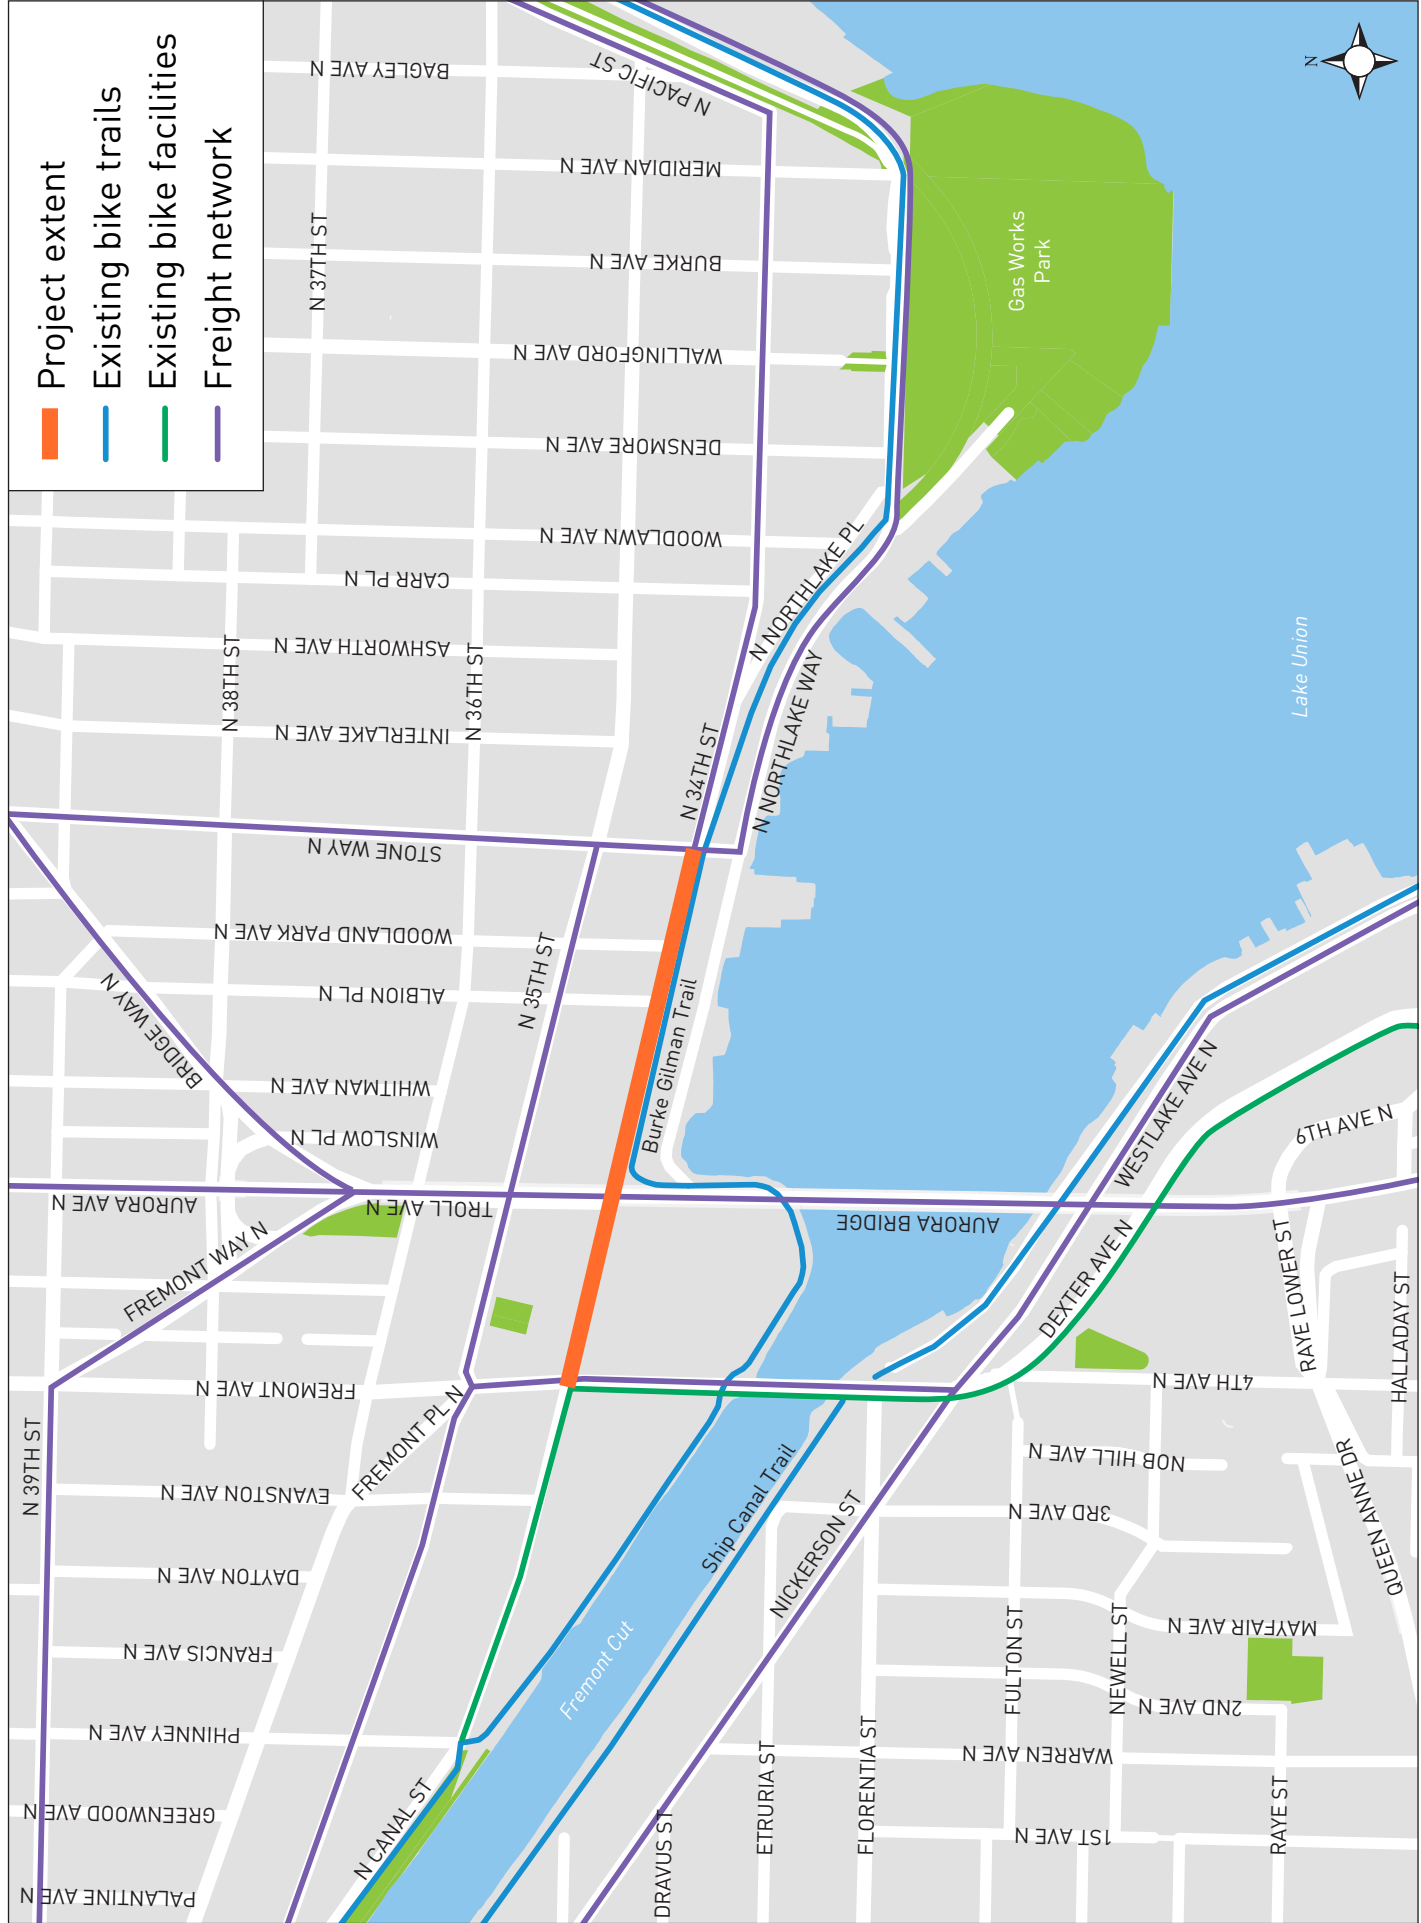 Project extent
Existing bike trails
Existing bike facilities
Freight network
N
BAGLEY AVE N
N PACIFIC ST
MERIDIAN AVE N
N 37TH ST
BURKE AVE N
WALLINGFORD AVE N
DENSMORE AVE N
WOODLAWN AVE N
CARR PL N
ASHWORTH AVE N
INTERLAKE AVE N
N 38TH ST
N 36TH ST
N 34TH ST
N NORTHLAKE PL
N NORTHLAKE WAY
Gas Works
Park
Lake Union
STONE WAY N
WOODLAND PARK AVE N
ALBION PL N
N 35TH ST
BRIDGE WAY N
WHITMAN AVE N
WINSLOW PL N
Burke Gilman Trail
AURORA AVE N
TROLL AVE N
AURORA BRIDGE
FREMONT WAY N
FREMONT AVE N
FREMONT PL N
N 39TH ST
EVANSTON AVE N
DAYTON AVE N
FRANCIS AVE N
PHINNEY AVE N
GREENWOOD AVE N
PALANTINE AVE N
N CANAL ST
Fremont Cut
Ship Canal Trail
NICKERSON ST
WESTLAKE AVE N
DEXTER AVE N
6TH AVE N
RAYE LOWER ST
HALLADAY ST
4TH AVE N
NOB HILL AVE N
3RD AVE N
QUEEN ANNE DR
MAYFAIR AVE N
FULTON ST
NEWELL ST
2ND AVE N
WARREN AVE N
1ST AVE N
DRAVUS ST
ETRURIA ST
FLORENTIA ST
RAYE ST